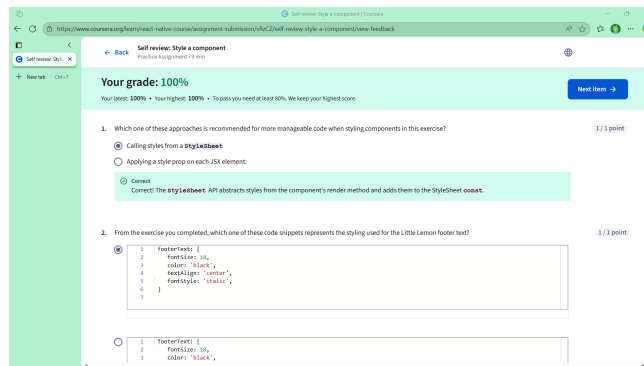 Self review: Style a component | Coursera
https://www.coursera.org/learn/react-native-course/assignment-submission/vRzCZ/self-review-style-a-component/view-feedback
Self review: Style
New tab Ctrl+T
Back
Self review: Style a component
Practice Assignment • 9 min
Your grade: 100%
Your latest: 100% • Your highest: 100% • To pass you need at least 80%. We keep your highest score.
Next item →
1. Which one of these approaches is recommended for more manageable code when styling components in this exercise?
1 / 1 point
Calling styles from a StyleSheet
Applying a style prop on each JSX element.
Correct
Correct! The StyleSheet API abstracts styles from the component's render method and adds them to the StyleSheet const.
2. From the exercise you completed, which one of these code snippets represents the styling used for the Little Lemon footer text?
1 / 1 point
1 footerText: {
2 fontSize: 18,
3 color: 'black',
4 textAlign: 'center',
5 fontStyle: 'italic',
6 }
7
1 footerText: {
2 fontSize: 18,
3 color: 'black',